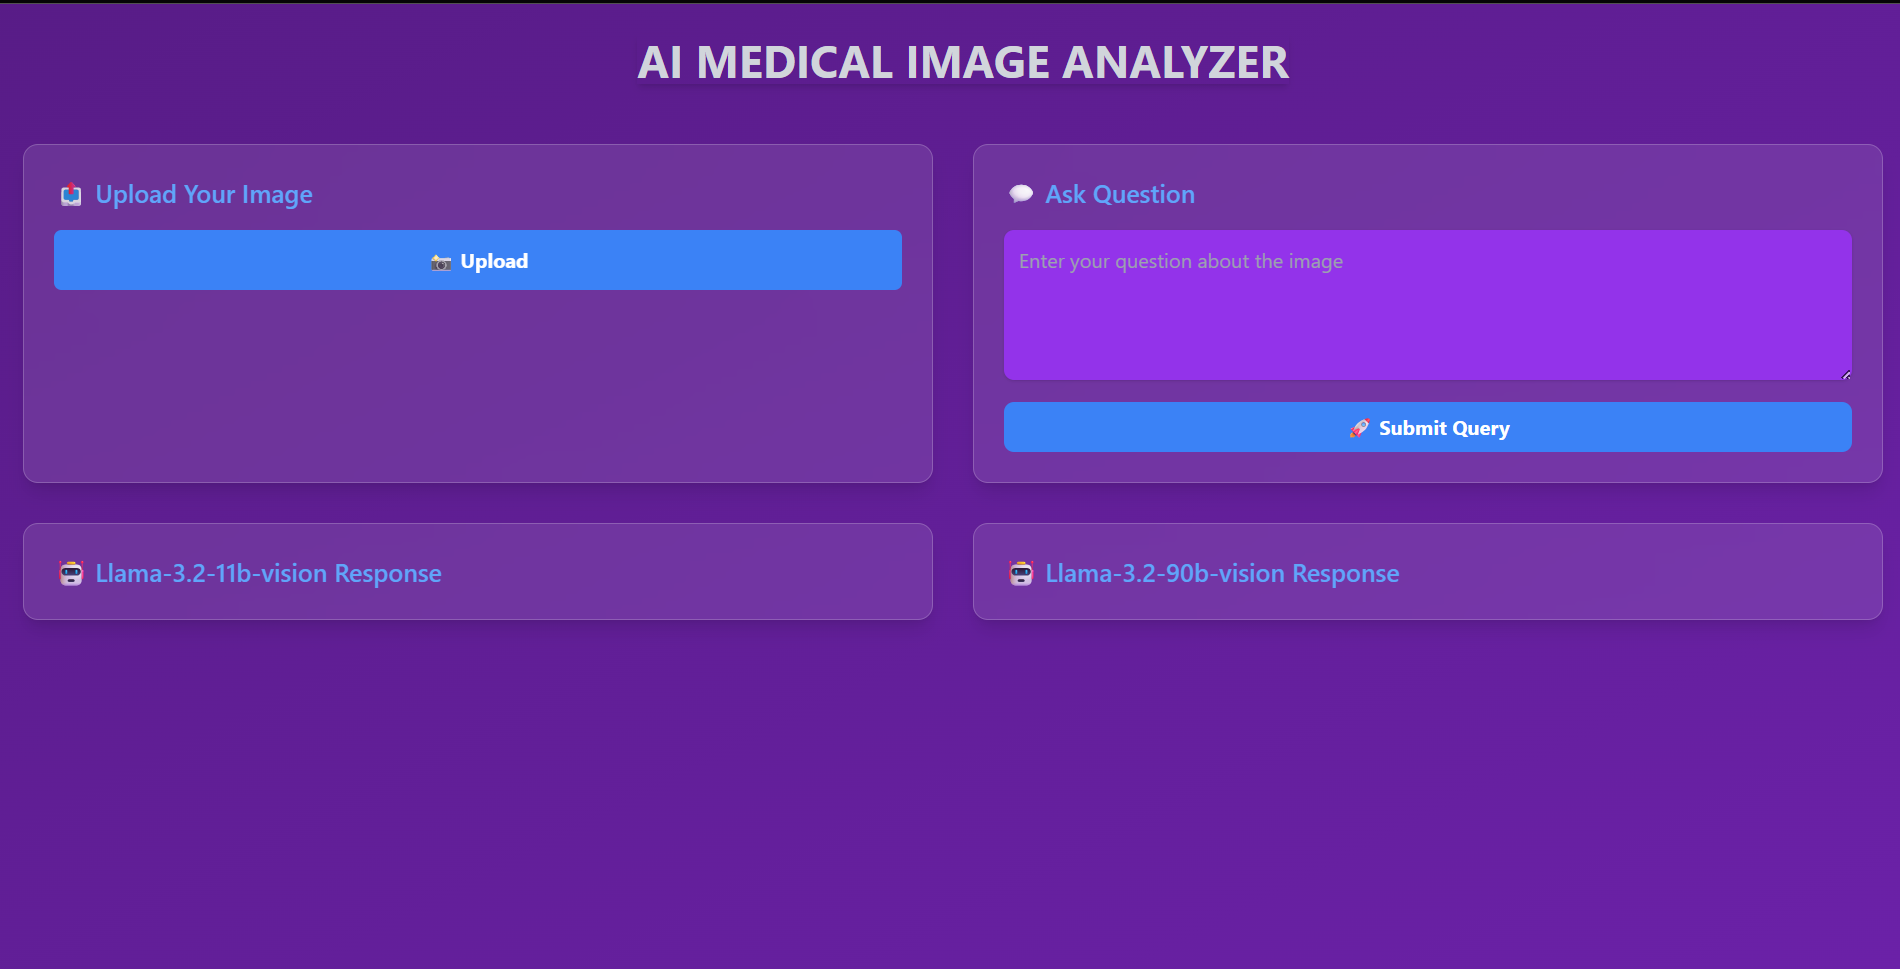 AI MEDICAL IMAGE ANALYZER
Upload Your Image
Upload
Ask Question
Enter your question about the image
Submit Query
Llama-3.2-11b-vision Response
Llama-3.2-90b-vision Response